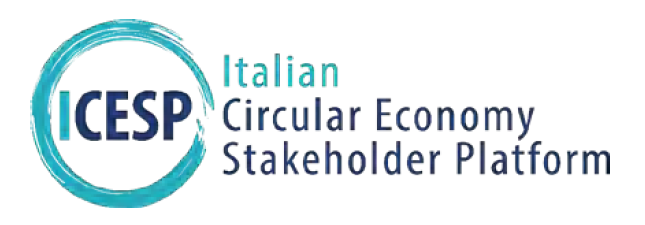 ICESP
Italian
Circular Economy
Stakeholder Platform